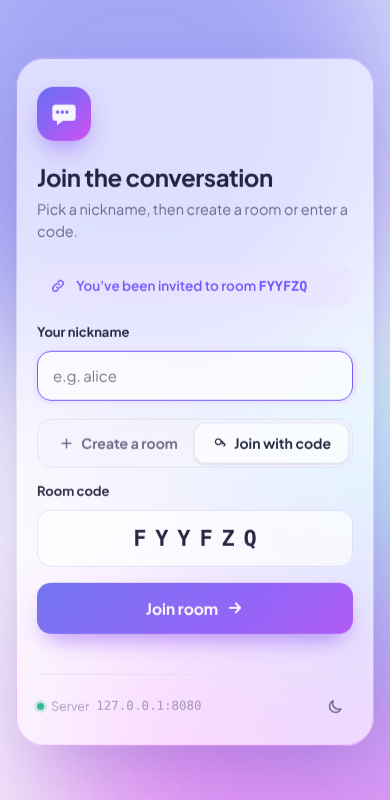 Join the conversation
Pick a nickname, then create a room or enter a
code.
You've been invited to room FYYFZQ
Your nickname
e.g. alice
Create a room
Join with code
Room code
FYYFZQ
Join room →
Server 127.0.0.1:8080